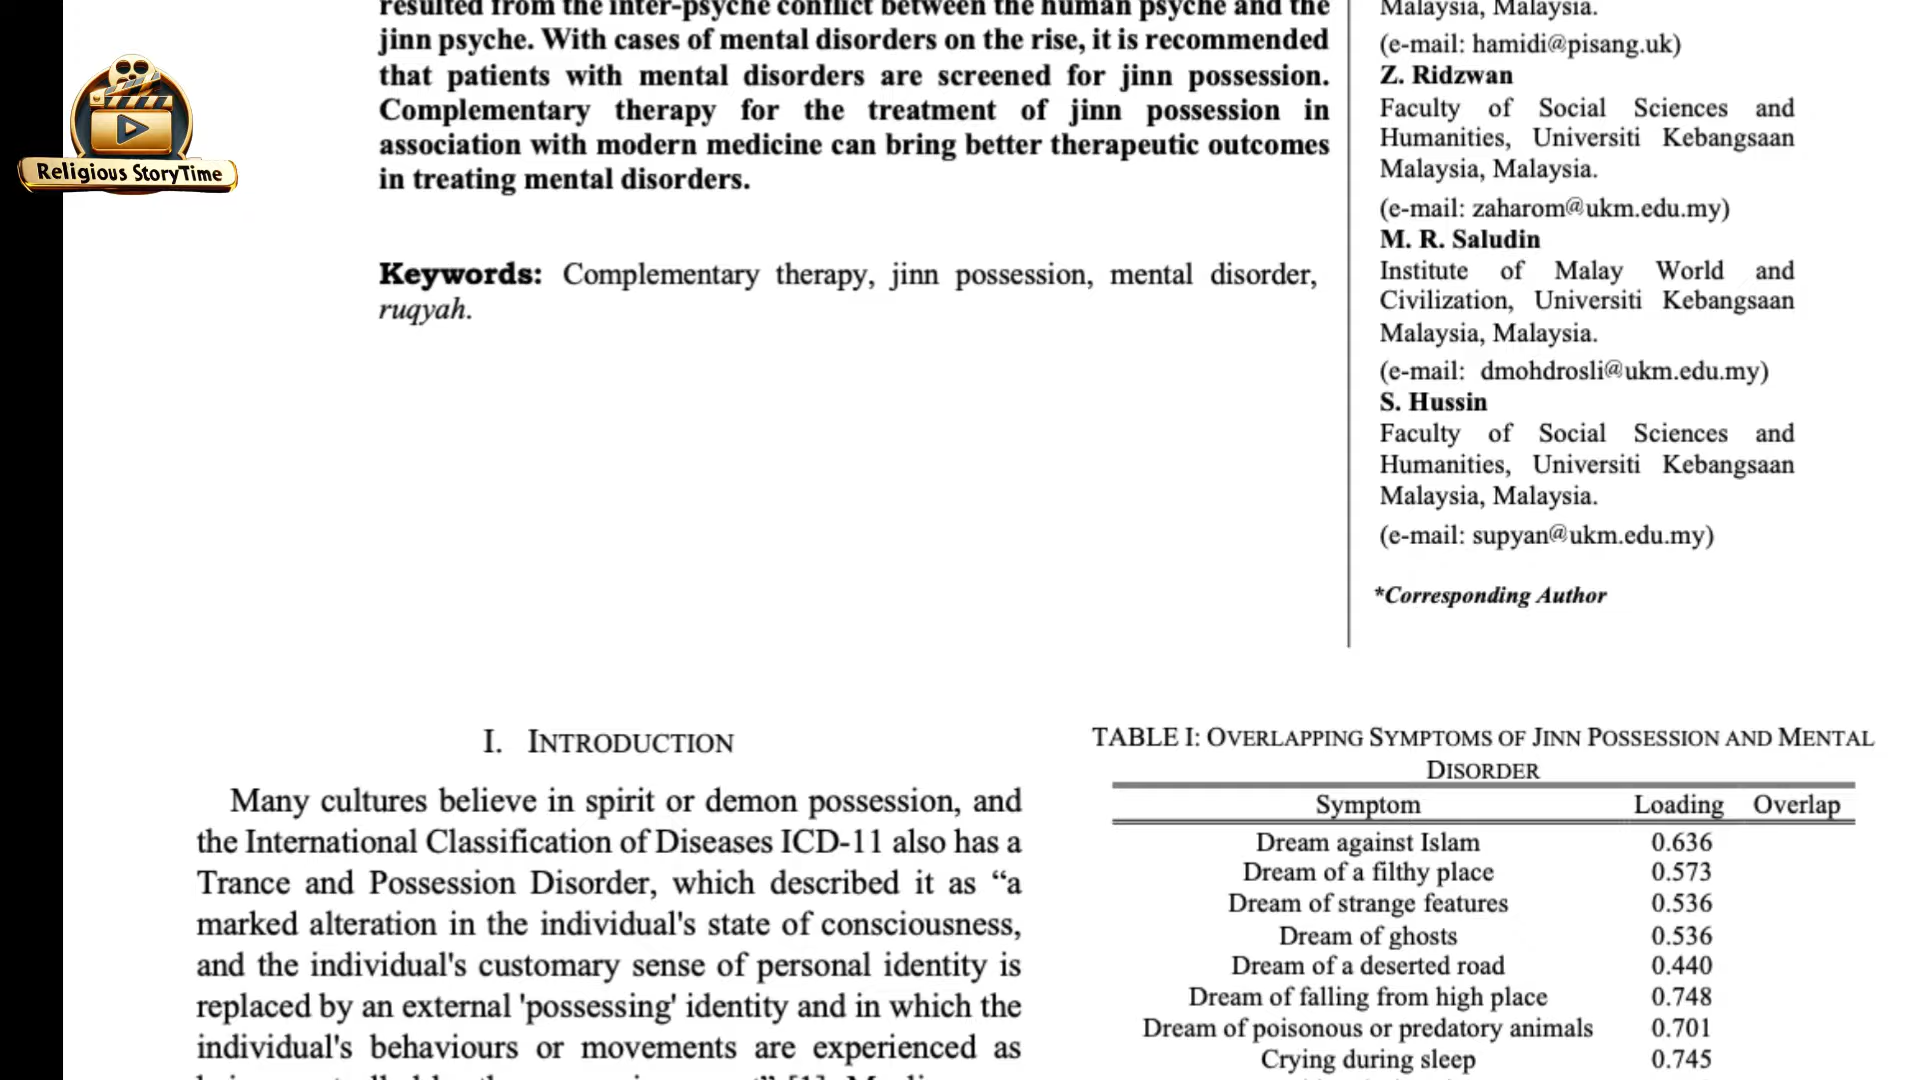 Religious StoryTime
resulted from the inter-psyche conflict between the human psyche and the
jinn psyche. With cases of mental disorders on the rise, it is recommended
that patients with mental disorders are screened for jinn possession.
Complementary therapy for the treatment of jinn possession in
association with modern medicine can bring better therapeutic outcomes
in treating mental disorders.
Keywords: Complementary therapy, jinn possession, mental disorder,
ruqyah.
Malaysia, Malaysia.
(e-mail: hamidi@pisang.uk)
Z. Ridzwan
Faculty of Social Sciences and
Humanities, Universiti Kebangsaan
Malaysia, Malaysia.
(e-mail: zaharom@ukm.edu.my)
M. R. Saludin
Institute of Malay World and
Civilization, Universiti Kebangsaan
Malaysia, Malaysia.
(e-mail: dmohdrosli@ukm.edu.my)
S. Hussin
Faculty of Social Sciences and
Humanities, Universiti Kebangsaan
Malaysia, Malaysia.
(e-mail: supyan@ukm.edu.my)
*Corresponding Author
I. INTRODUCTION
Many cultures believe in spirit or demon possession, and
the International Classification of Diseases ICD-11 also has a
Trance and Possession Disorder, which described it as “a
marked alteration in the individual's state of consciousness,
and the individual's customary sense of personal identity is
replaced by an external 'possessing' identity and in which the
individual's behaviours or movements are experienced as
TABLE I: OVERLAPPING SYMPTOMS OF JINN POSSESSION AND MENTAL
DISORDER
Symptom Loading Overlap
Dream against Islam 0.636
Dream of a filthy place 0.573
Dream of strange features 0.536
Dream of ghosts 0.536
Dream of a deserted road 0.440
Dream of falling from high place 0.748
Dream of poisonous or predatory animals 0.701
Crying during sleep 0.745